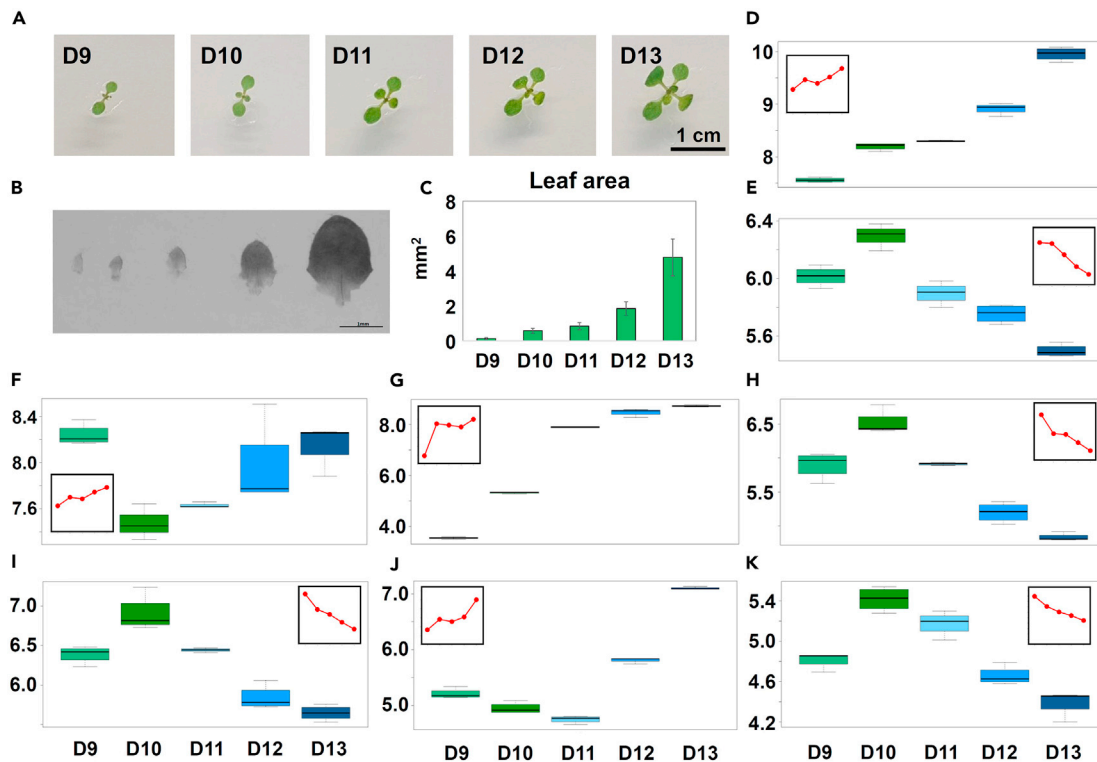 A
D9
D10
D11
D12
D13
1 cm
B
1mm
C
Leaf area
mm2
8
6
4
2
0
D9 D10 D11 D12 D13
D
10
9
8
E
6.4
6.0
5.6
F
8.4
8.0
7.6
G
8.0
6.0
4.0
H
6.5
5.5
I
7.0
6.5
6.0
D9 D10 D11 D12 D13
J
7.0
6.0
5.0
D9 D10 D11 D12 D13
K
5.4
5.0
4.6
4.2
D9 D10 D11 D12 D13